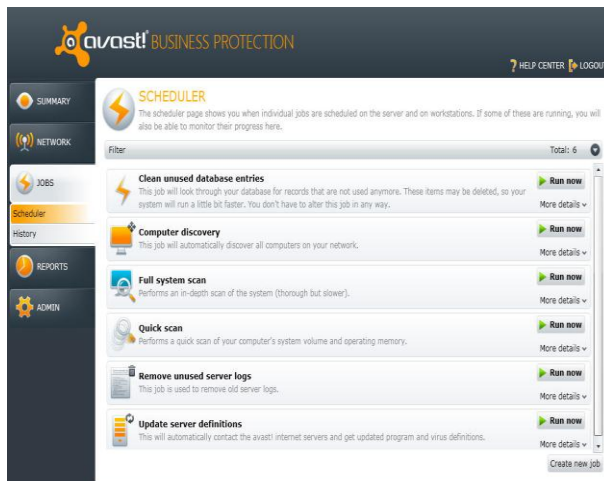 avast! BUSINESS PROTECTION
? HELP CENTER LOGOUT
SUMMARY
NETWORK
JOBS
Scheduler
History
REPORTS
ADMIN
SCHEDULER
The scheduler page shows you when individual jobs are scheduled on the server and on workstations. If some of these are running, you will
also be able to monitor their progress here.
Filter Total: 6
Clean unused database entries Run now
This job will look through your database for records that are not used anymore. These items may be deleted, so your
system will run a little bit faster. You don't have to alter this job in any way. More details
Computer discovery Run now
This job will automatically discover all computers on your network.
More details
Full system scan Run now
Performs an in-depth scan of the system (thorough but slower).
More details
Quick scan Run now
Performs a quick scan of your computer's system volume and operating memory.
More details
Remove unused server logs Run now
This job is used to remove old server logs.
More details
Update server definitions Run now
This will automatically contact the avast! internet servers and get updated program and virus definitions.
More details
Create new job